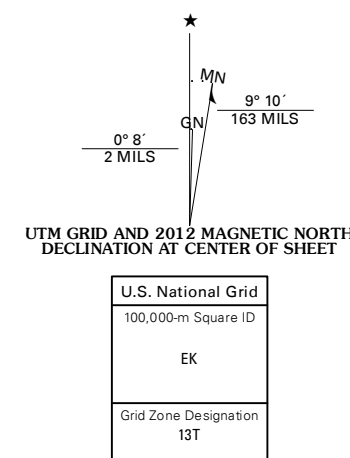 ★
MN
GN
9° 10´
163 MILS
0° 8´
2 MILS
UTM GRID AND 2012 MAGNETIC NORTH
DECLINATION AT CENTER OF SHEET
U.S. National Grid
100,000-m Square ID
EK
Grid Zone Designation
13T